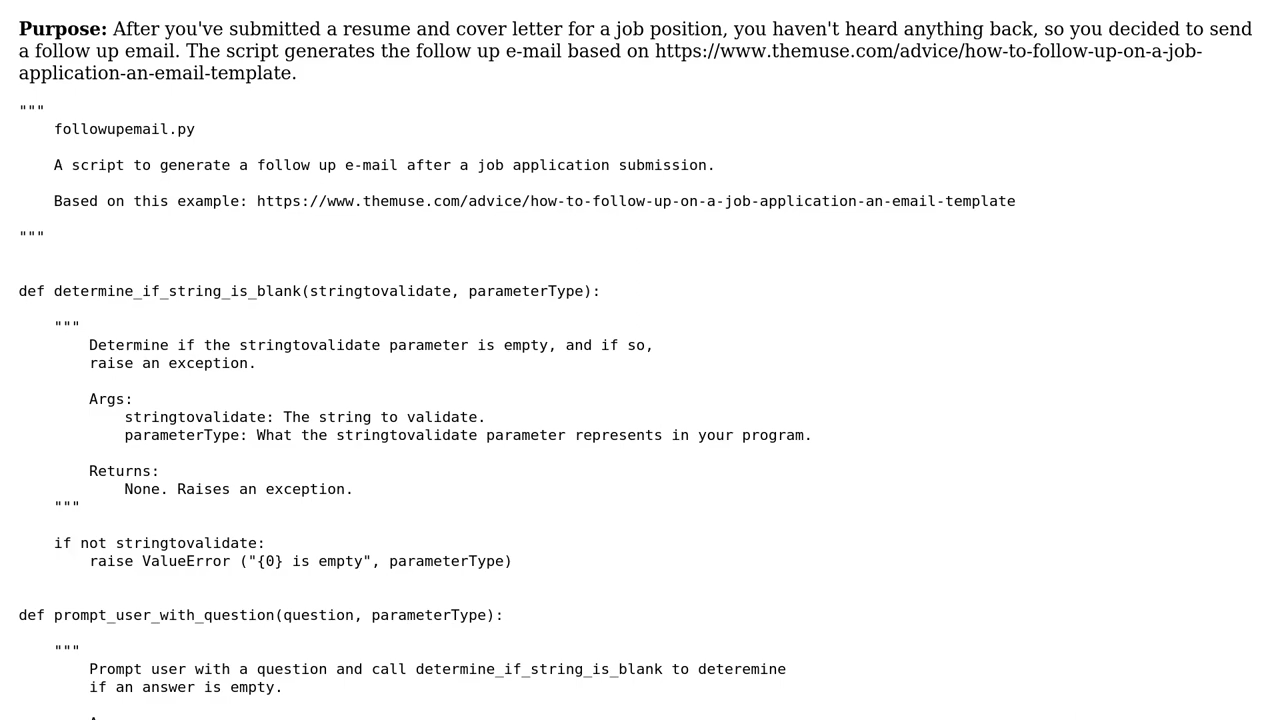 Purpose: After you've submitted a resume and cover letter for a job position, you haven't heard anything back, so you decided to send
a follow up email. The script generates the follow up e-mail based on https://www.themuse.com/advice/how-to-follow-up-on-a-job-
application-an-email-template.
"""
    followupemail.py
    A script to generate a follow up e-mail after a job application submission.
    Based on this example: https://www.themuse.com/advice/how-to-follow-up-on-a-job-application-an-email-template
"""
def determine_if_string_is_blank(stringtovalidate, parameterType):
    """
        Determine if the stringtovalidate parameter is empty, and if so,
        raise an exception.
        Args:
            stringtovalidate: The string to validate.
            parameterType: What the stringtovalidate parameter represents in your program.
        Returns:
            None. Raises an exception.
    """
    if not stringtovalidate:
        raise ValueError ("{0} is empty", parameterType)
def prompt_user_with_question(question, parameterType):
    """
        Prompt user with a question and call determine_if_string_is_blank to deteremine
        if an answer is empty.